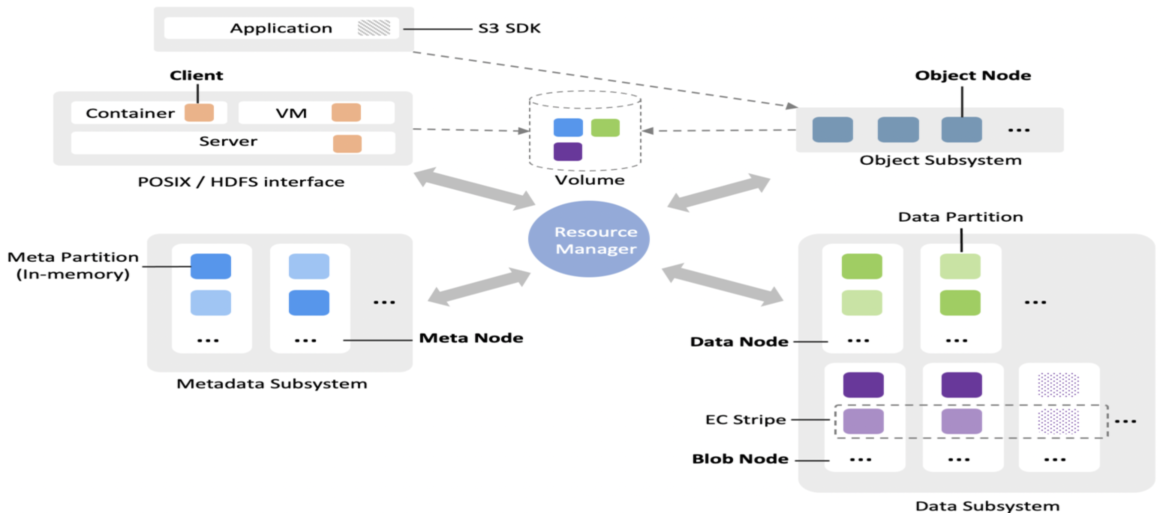 Application
S3 SDK
Client
Container
VM
Server
POSIX / HDFS interface
Volume
Object Node
...
Object Subsystem
Resource
Manager
Meta Partition
(In-memory)
...
...
...
Meta Node
Metadata Subsystem
Data Partition
...
Data Node
...
...
EC Stripe
...
Blob Node
...
...
...
Data Subsystem